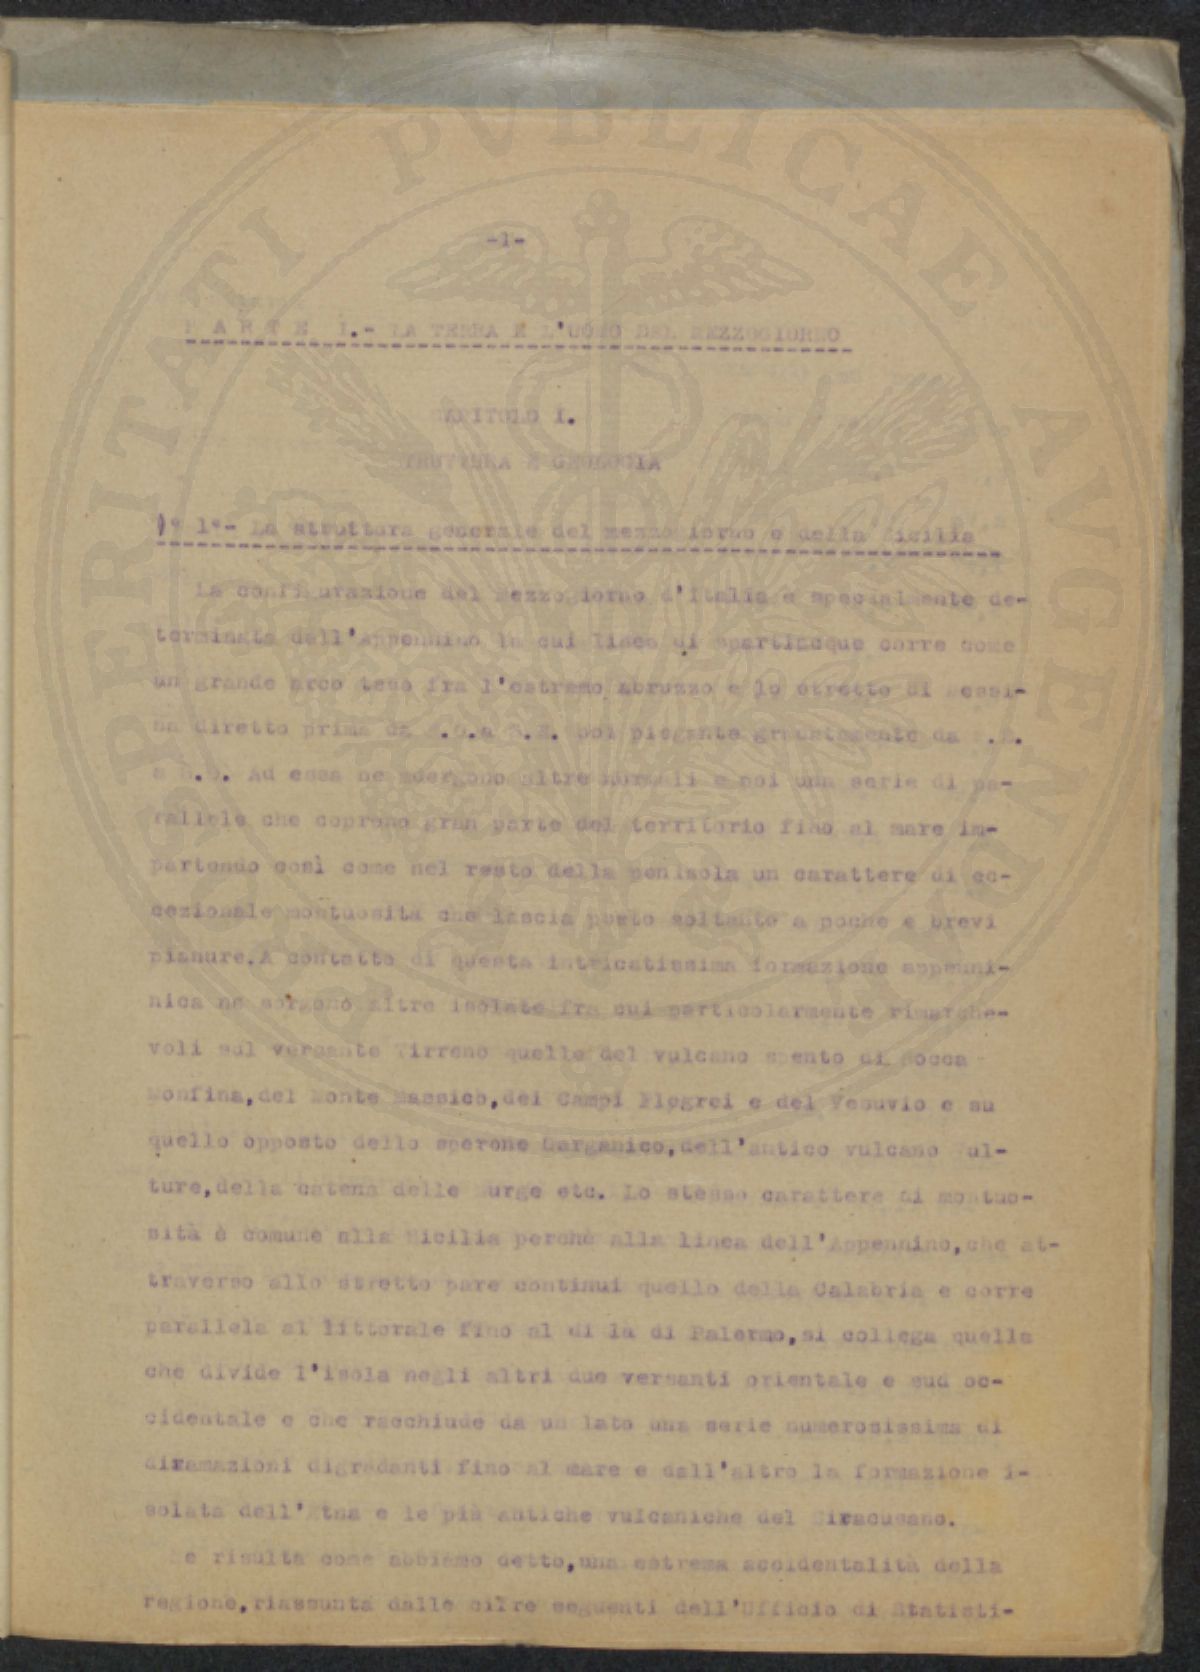 -1-
PARTE I.- LA TERRA E L'UOMO DEL MEZZOGIORNO
CAPITOLO I.
STRUTTURA E GEOLOGIA
1°- La struttura generale del mezzogiorno e della Sicilia
La configurazione del Mezzogiorno d'Italia è specialmente de-
terminata dall'Appennino la cui linea di spartiacque corre come
un grande arco teso fra l'estremo Abruzzo e lo stretto di Messi-
na diretto prima da N.O.a S.E. poi piegante gradatamente da N.E.
a S.O. Ad essa ne adergono altre normali e poi una serie di pa-
rallele che coprono gran parte del territorio fino al mare im-
partendo così come nel resto della penisola un carattere di ec-
cezionale montuosità che lascia posto soltanto a poche e brevi
pianure.A contatto di questa intricatissima formazione appenni-
nica ne sorgono altre isolate fra cui particolarmente rimarche-
voli sul versante Tirreno quelle del vulcano spento di Rocca
Monfina,del Monte Massico,dei Campi Flegrei e del Vesuvio e su
quello opposto dello sperone Garganico,dell'antico vulcano Vul-
ture,della catena delle Murge etc. Lo stesso carattere di montuo-
sità è comune alla Sicilia perchè alla linea dell'Appennino,che at-
traverso allo stretto pare continui quello della Calabria e corre
parallela al littorale fino al di là di Palermo,si collega quella
che divide l'isola negli altri due versanti orientale e sud oc-
cidentale e che racchiude da un lato una serie numerosissima di
diramazioni digradanti fino al mare e dall'altro la formazione i-
solata dell'Etna e le più antiche vulcaniche del Siracusano.
Ne risulta come abbiamo detto,una estrema accidentalità della
regione,riassunta dalle cifre seguenti dell'Ufficio di Statisti-
PROSPERITATI PVBLICAE AVGENDAE